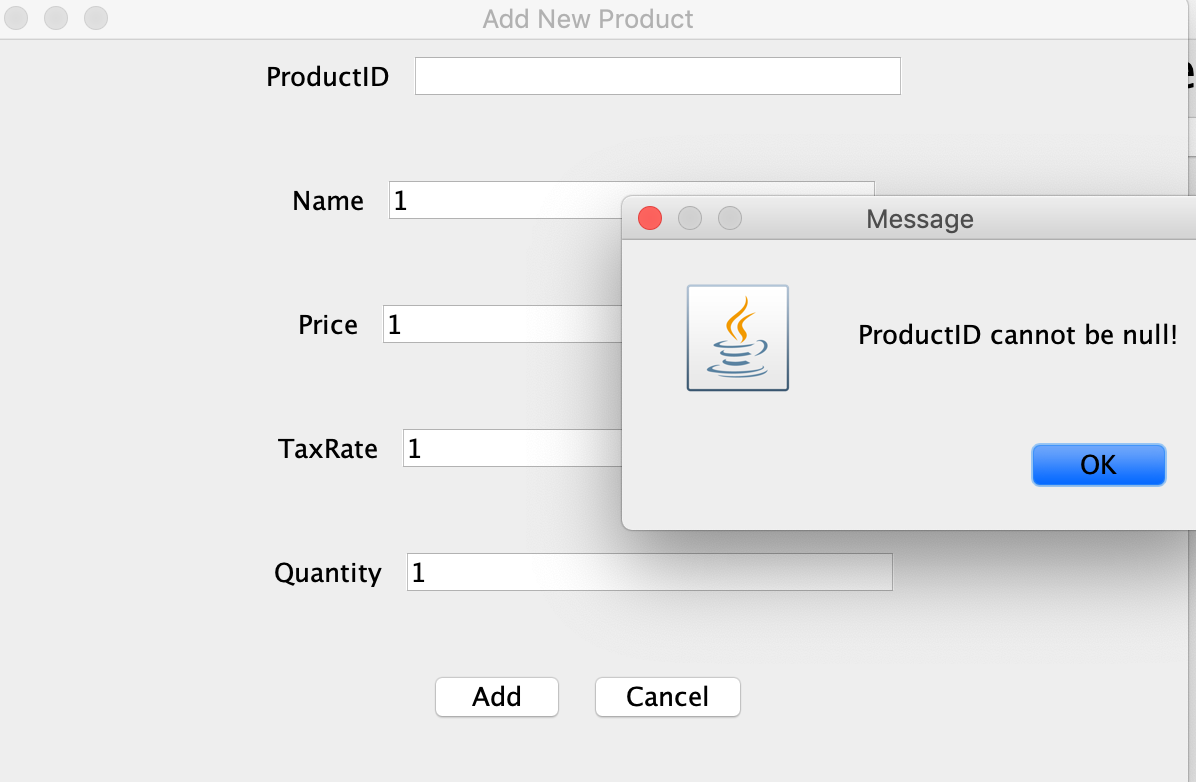 Add New Product
ProductID
Name 1
Message
Price 1
ProductID cannot be null!
TaxRate 1
OK
Quantity 1
Add Cancel